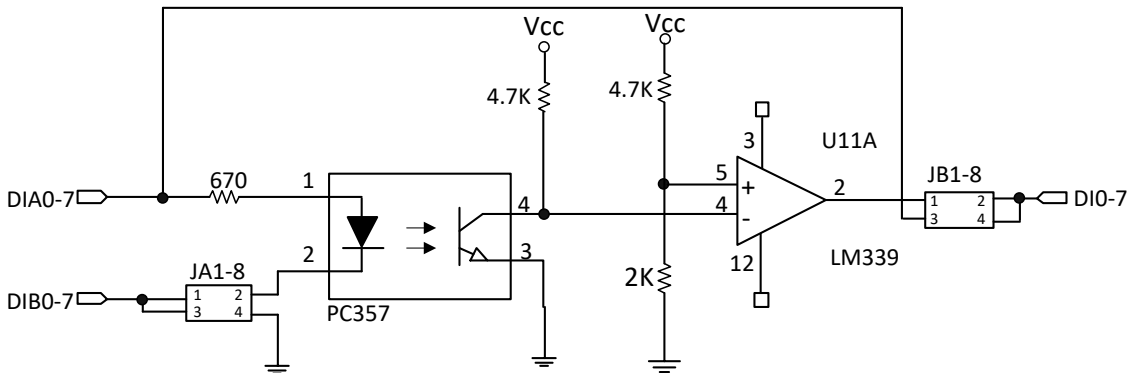 Vcc
Vcc
4.7K
4.7K
3
U11A
670
1
5
+
2
JB1-8
DIA0-7
4
4
-
1 2
3 4
DI0-7
2
3
12
LM339
JA1-8
2K
DIB0-7
1 2
3 4
PC357